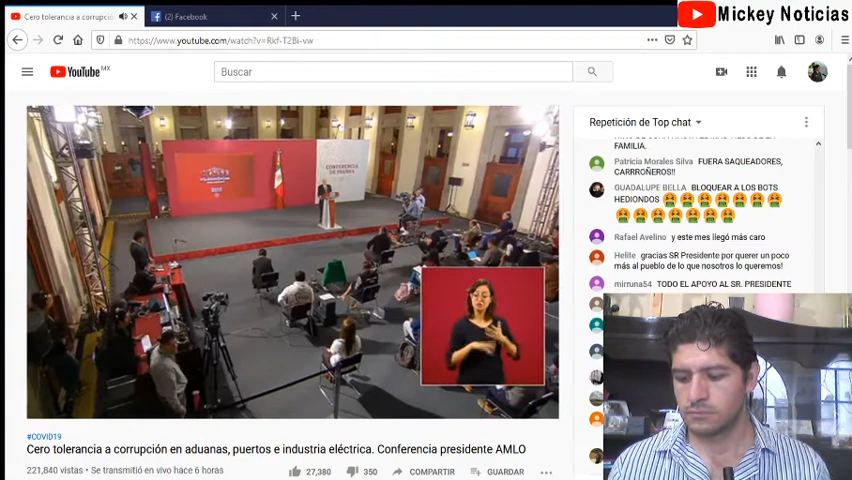 Cero tolerancia a corrupció
(2) Facebook
Mickey Noticias
https://www.youtube.com/watch?v=Rkf-T2Bi-vw
YouTube MX
Buscar
CONFERENCIA
DE PRENSA
Repetición de Top chat
FAMILIA.
Patricia Morales Silva FUERA SAQUEADORES,
CARRROÑEROS!!
GUADALUPE BELLA BLOQUEAR A LOS BOTS
HEDIONDOS
Rafael Avelino y este mes llegó más caro
Helite gracias SR Presidente por querer un poco
más al pueblo de lo que nosotros lo queremos!
mirruna54 TODO EL APOYO AL SR. PRESIDENTE
#COVID19
Cero tolerancia a corrupción en aduanas, puertos e industria eléctrica. Conferencia presidente AMLO
221,840 vistas • Se transmitió en vivo hace 6 horas
27,380
350
COMPARTIR
GUARDAR